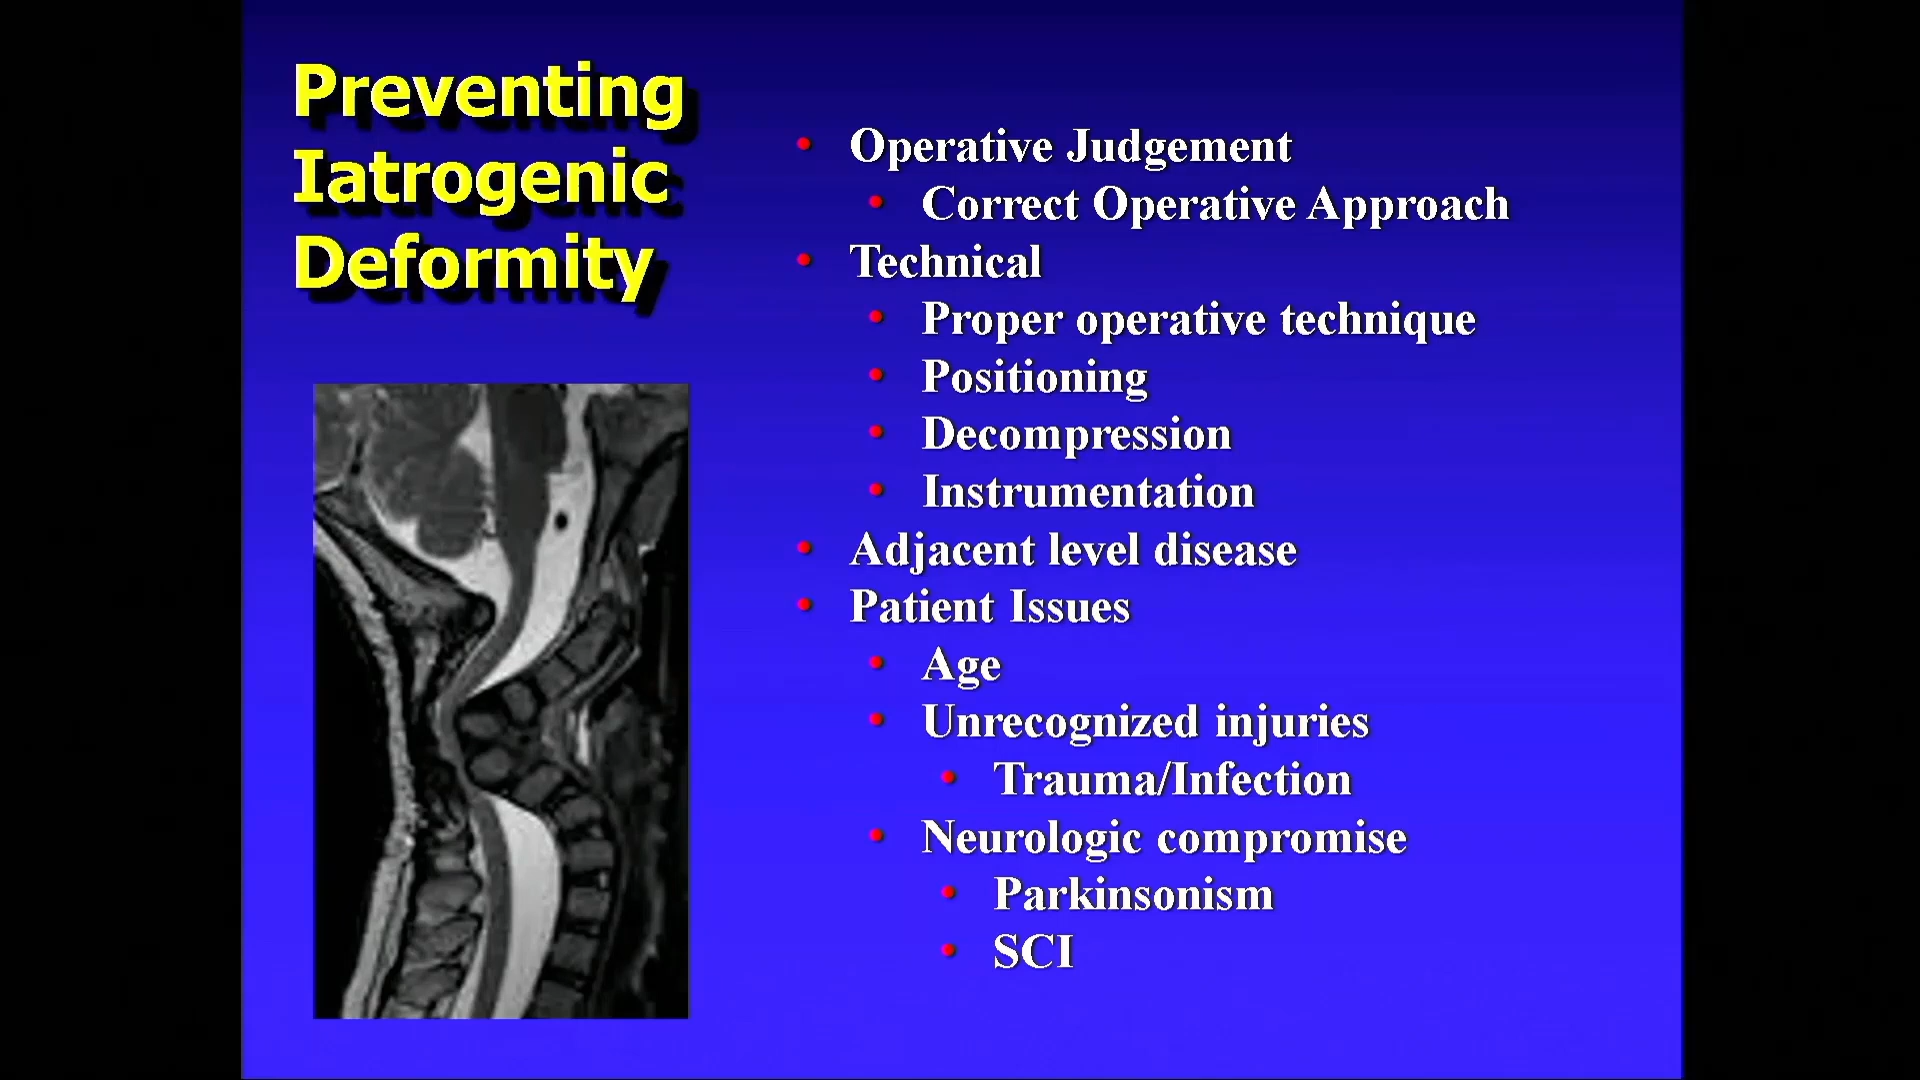 Preventing
Iatrogenic
Deformity
• Operative Judgement
• Correct Operative Approach
• Technical
• Proper operative technique
• Positioning
• Decompression
• Instrumentation
• Adjacent level disease
• Patient Issues
• Age
• Unrecognized injuries
• Trauma/Infection
• Neurologic compromise
• Parkinsonism
• SCI